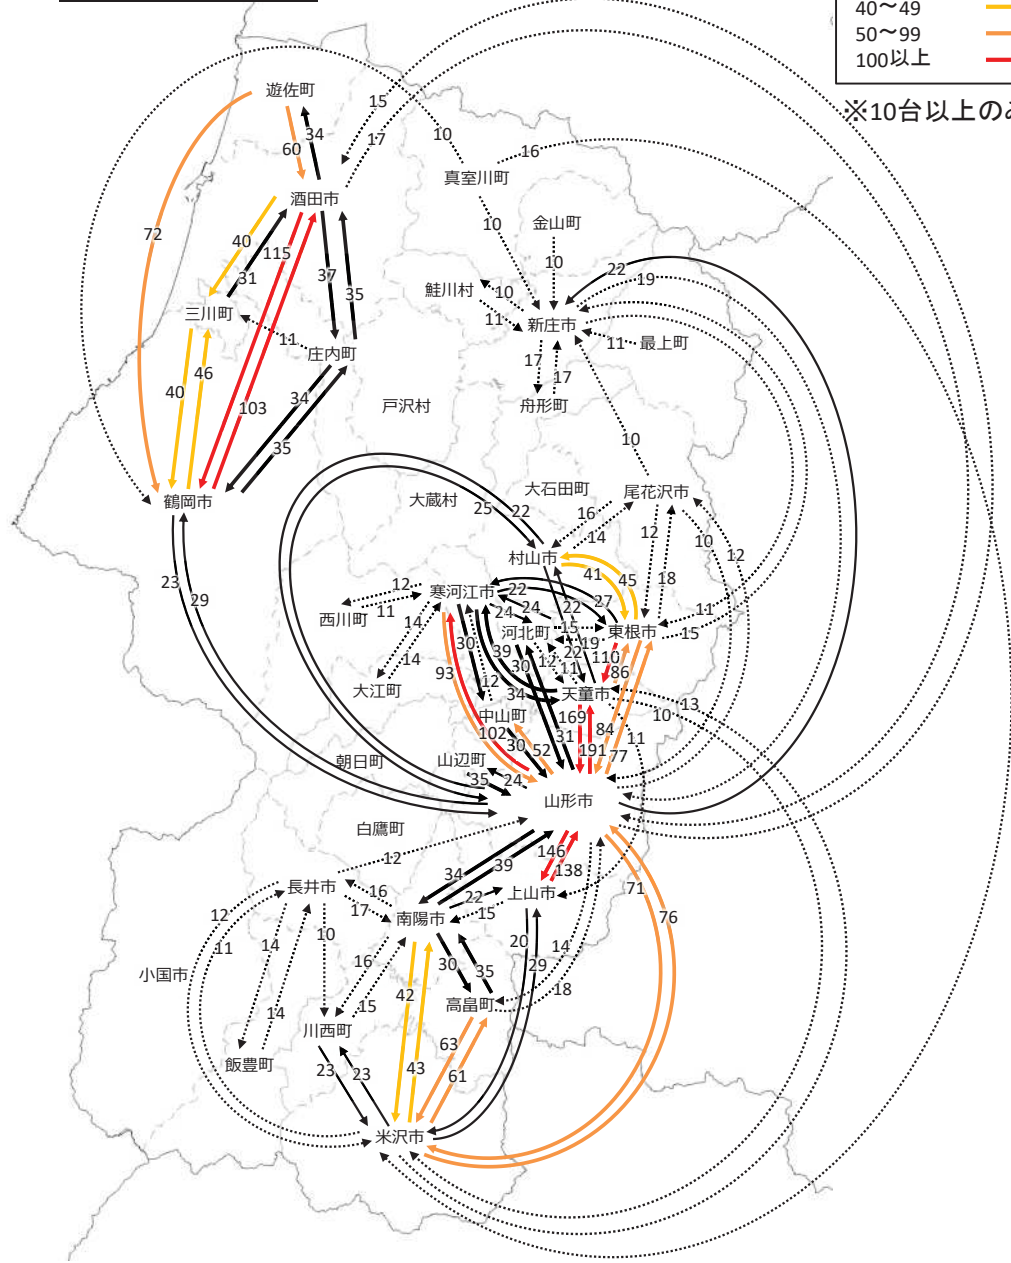 40～49
50～99
100以上
※10台以上のみ
遊佐町
15
17
10
34
60
16
真室川町
酒田市
72
40
115
31
37
35
10
金山町
10
22
19
鮭川村
10
11
新庄市
三川町
11
庄内町
11
最上町
17
17
46
40
103
34
35
戸沢村
舟形町
10
鶴岡市
大蔵村
25
22
大石田町
16
14
尾花沢市
12
18
10
12
村山市
41
45
23
29
12
11
西川町
寒河江市
22
24
24
22
27
14
14
大江町
河北町
15
19
東根市
11
15
30
39
30
12
22
11
110
86
93
12
34
天童市
13
10
中山町
169
84
11
102
30
31
52
191
77
朝日町
山辺町
35
24
山形市
白鷹町
12
34
39
146
138
71
76
長井市
16
17
南陽市
22
15
上山市
12
11
14
10
16
15
30
35
20
29
14
18
小国市
14
42
高畠町
川西町
飯豊町
23
23
43
63
61
米沢市